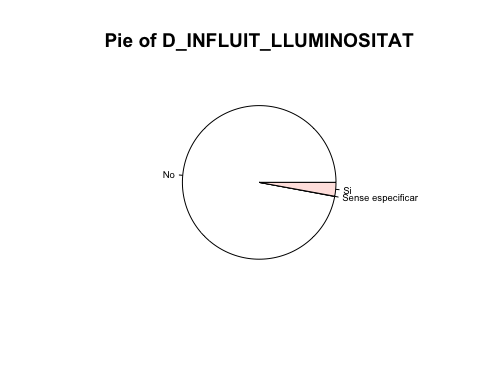 Pie of D_INFLUIT_LLUMINOSITAT
No
Si
Sense especificar